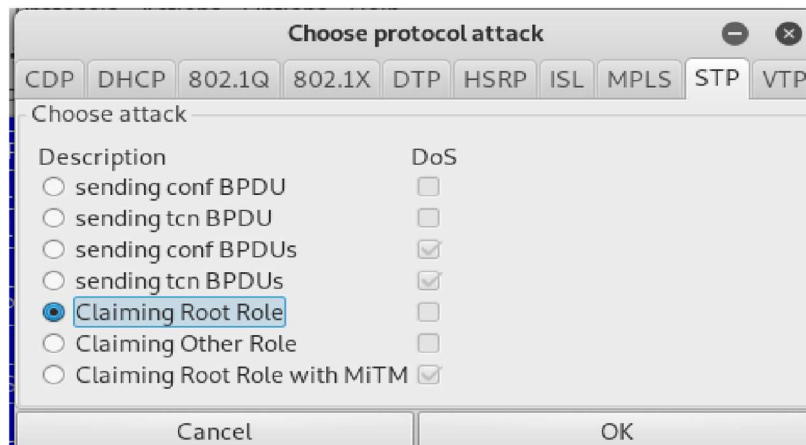 Choose protocol attack
CDP DHCP 802.1Q 802.1X DTP HSRP ISL MPLS STP VTP
Choose attack
Description DoS
sending conf BPDU
sending tcn BPDU
sending conf BPDUs
sending tcn BPDUs
Claiming Root Role
Claiming Other Role
Claiming Root Role with MiTM
Cancel OK